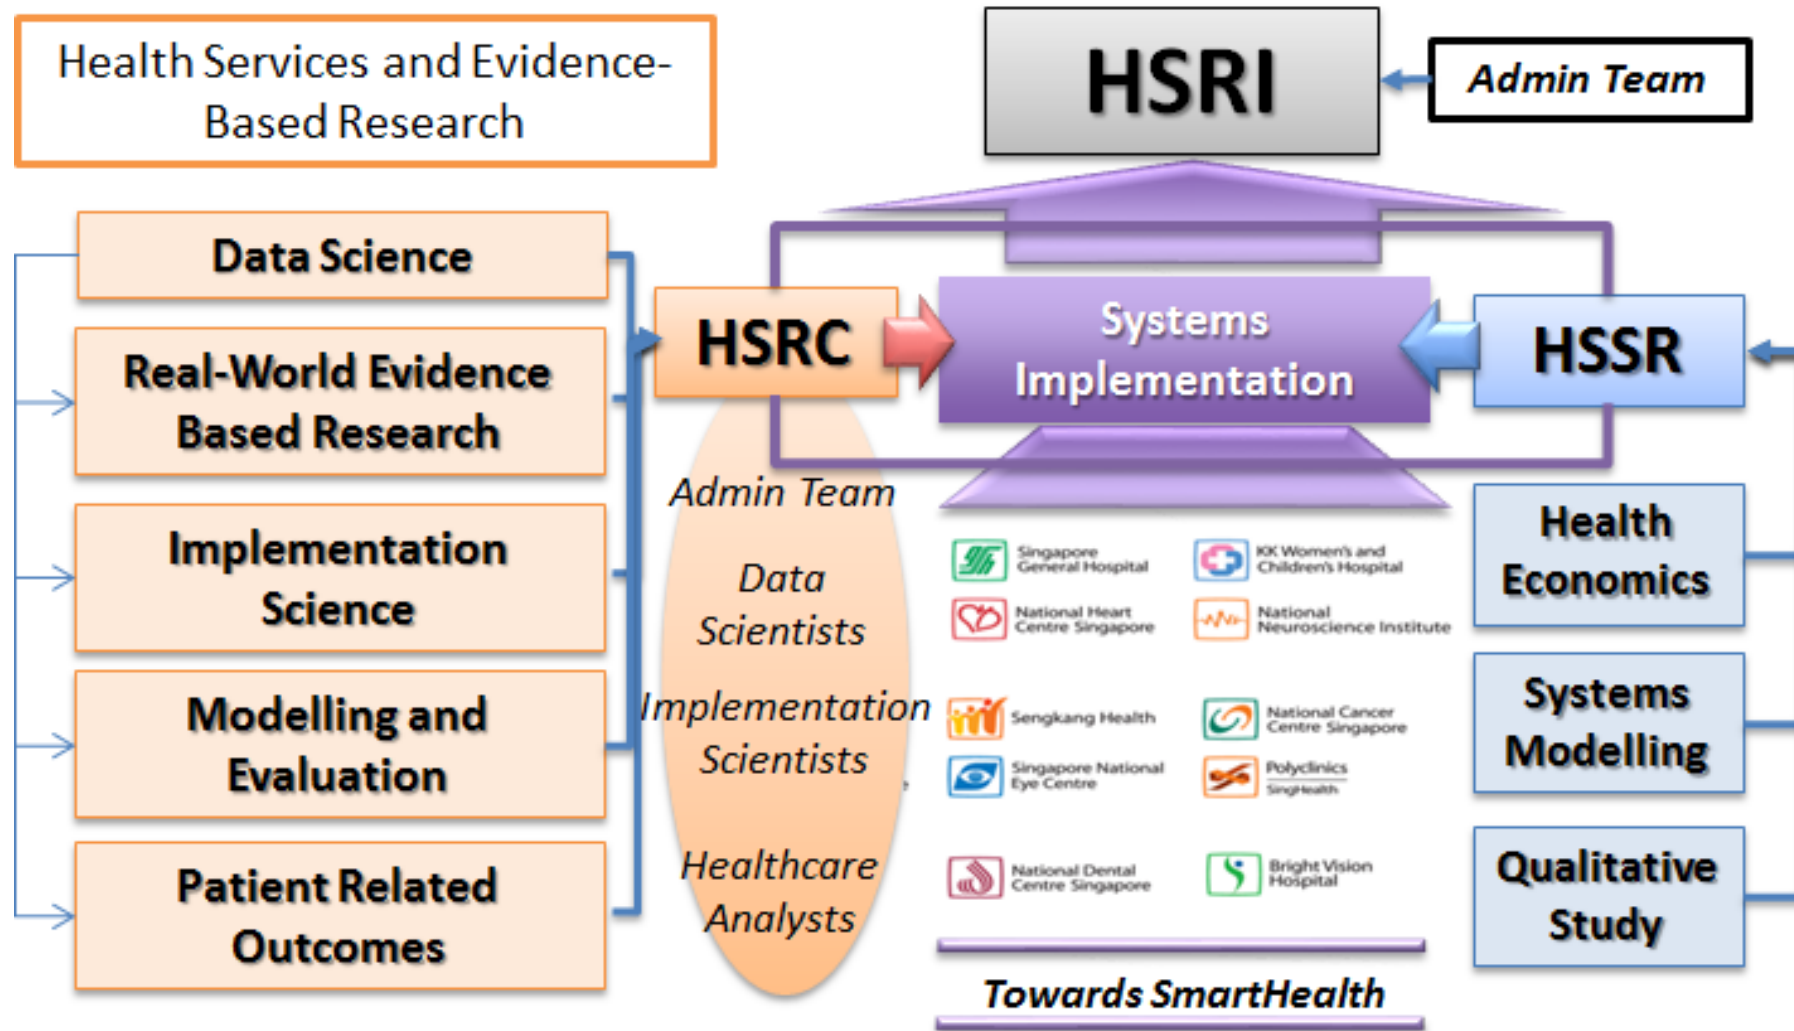 Health Services and Evidence-
Based Research
HSRI
Admin Team
Data Science
Real-World Evidence
Based Research
Implementation
Science
Modelling and
Evaluation
Patient Related
Outcomes
HSRC
Admin Team
Data
Scientists
Implementation
Scientists
Healthcare
Analysts
Systems
Implementation
Singapore
General Hospital
KK Women's and
Children's Hospital
National Heart
Centre Singapore
National
Neuroscience Institute
Sengkang Health
National Cancer
Centre Singapore
Singapore National
Eye Centre
Polyclinics
SingHealth
National Dental
Centre Singapore
Bright Vision
Hospital
Towards SmartHealth
HSSR
Health
Economics
Systems
Modelling
Qualitative
Study